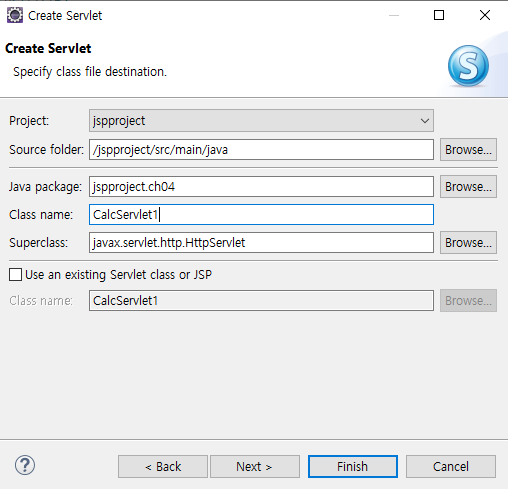 Create Servlet
Create Servlet
Specify class file destination.
S
Project: jspproject
Source folder: /jspproject/src/main/java Browse...
Java package: jspproject.ch04 Browse...
Class name: CalcServlet1
Superclass: javax.servlet.http.HttpServlet Browse...
Use an existing Servlet class or JSP
Class name: CalcServlet1 Browse...
? < Back Next > Finish Cancel